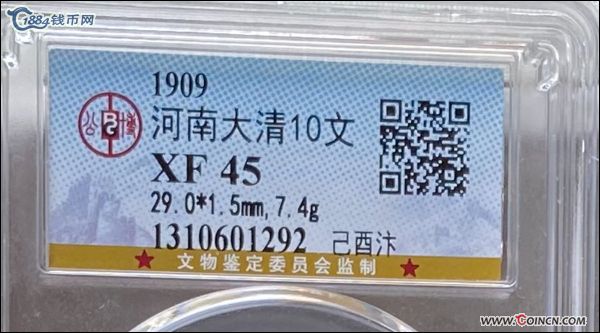 1884钱币网
1909
公 博
河南大清10文
XF 45
29.0*1.5mm,7.4g
1310601292 己酉汴
★ 文物鉴定委员会监制 ★
www.COINCN.com